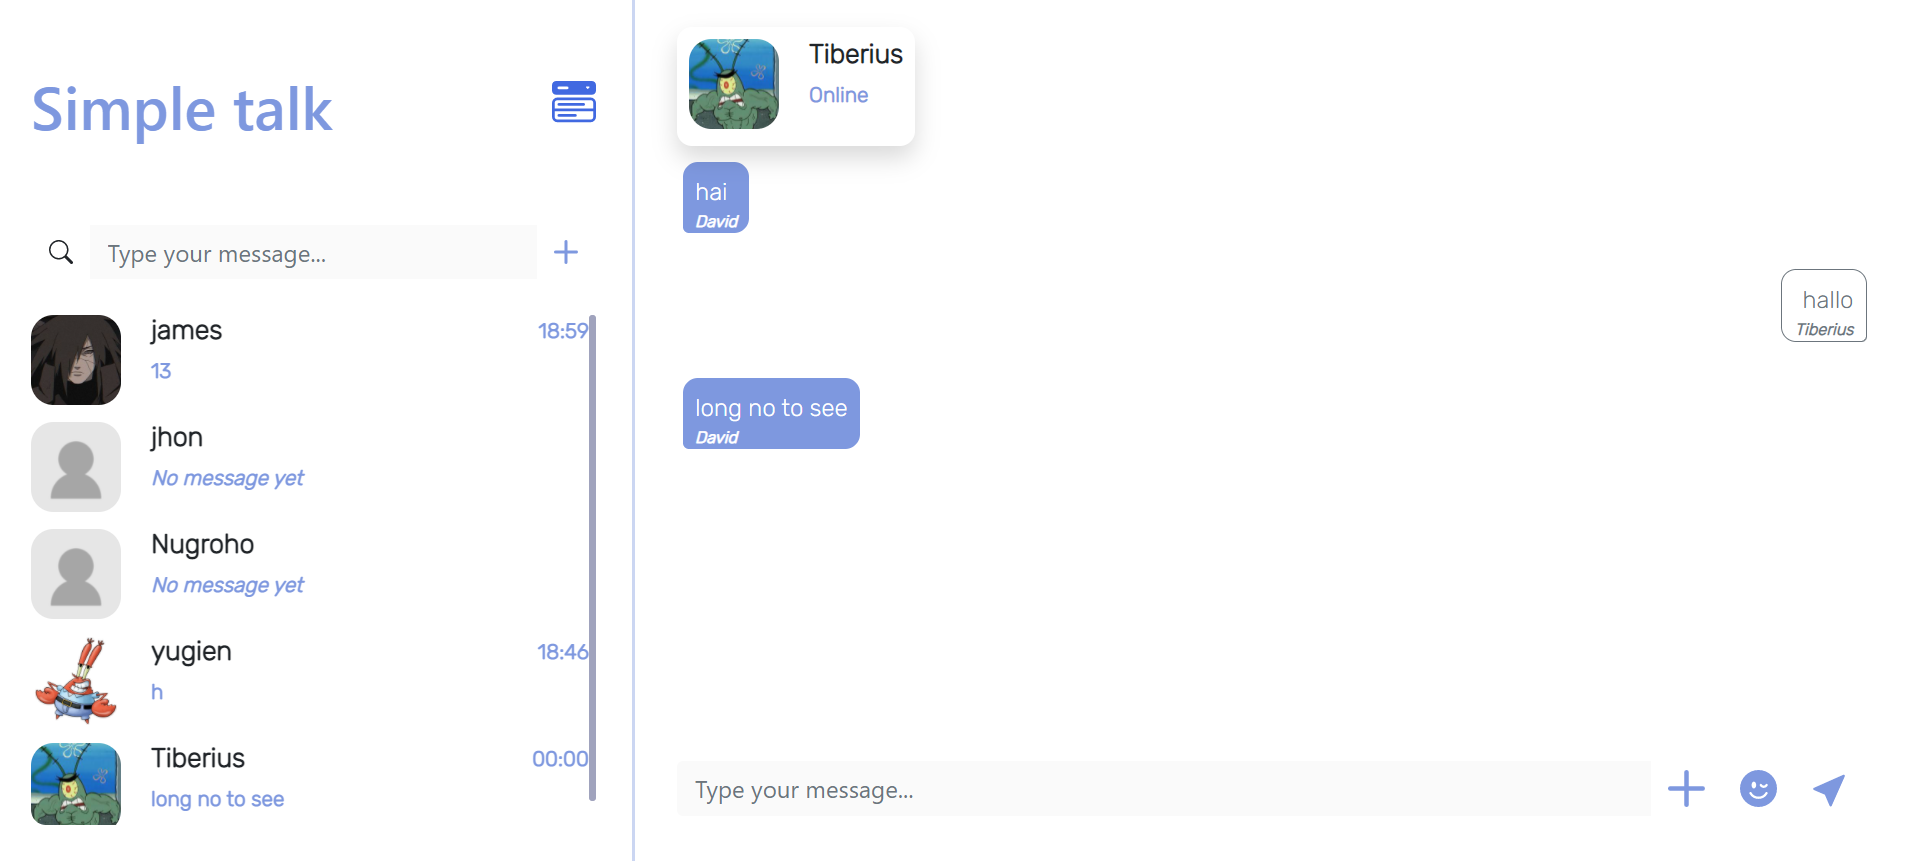 Simple talk
Type your message...
james
18:59
13
jhon
No message yet
Nugroho
No message yet
yugien
18:46
h
Tiberius
00:00
long no to see
Tiberius
Online
hai
David
hallo
Tiberius
long no to see
David
Type your message...